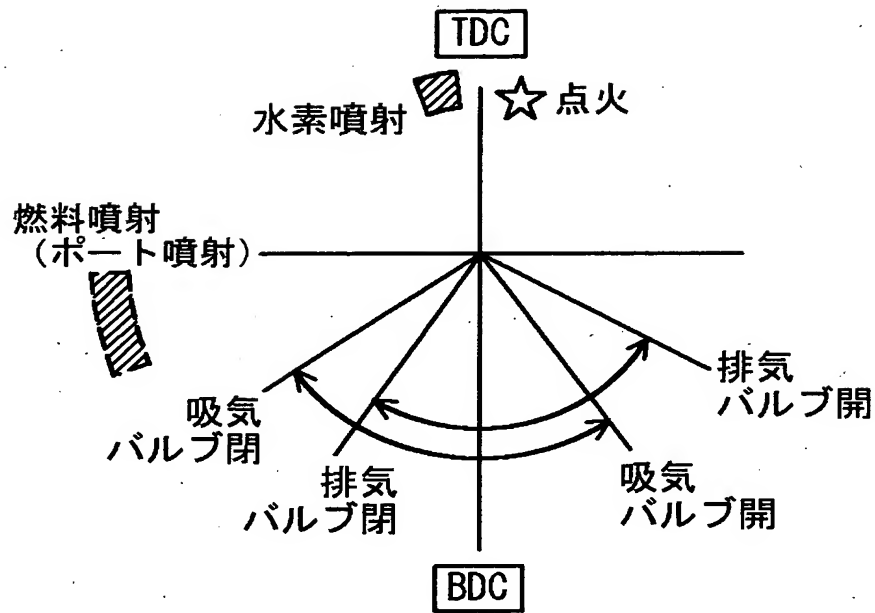 TDC
水素噴射
点火
燃料噴射
（ポート噴射）
排気
バルブ開
吸気
バルブ閉
吸気
バルブ開
排気
バルブ閉
BDC